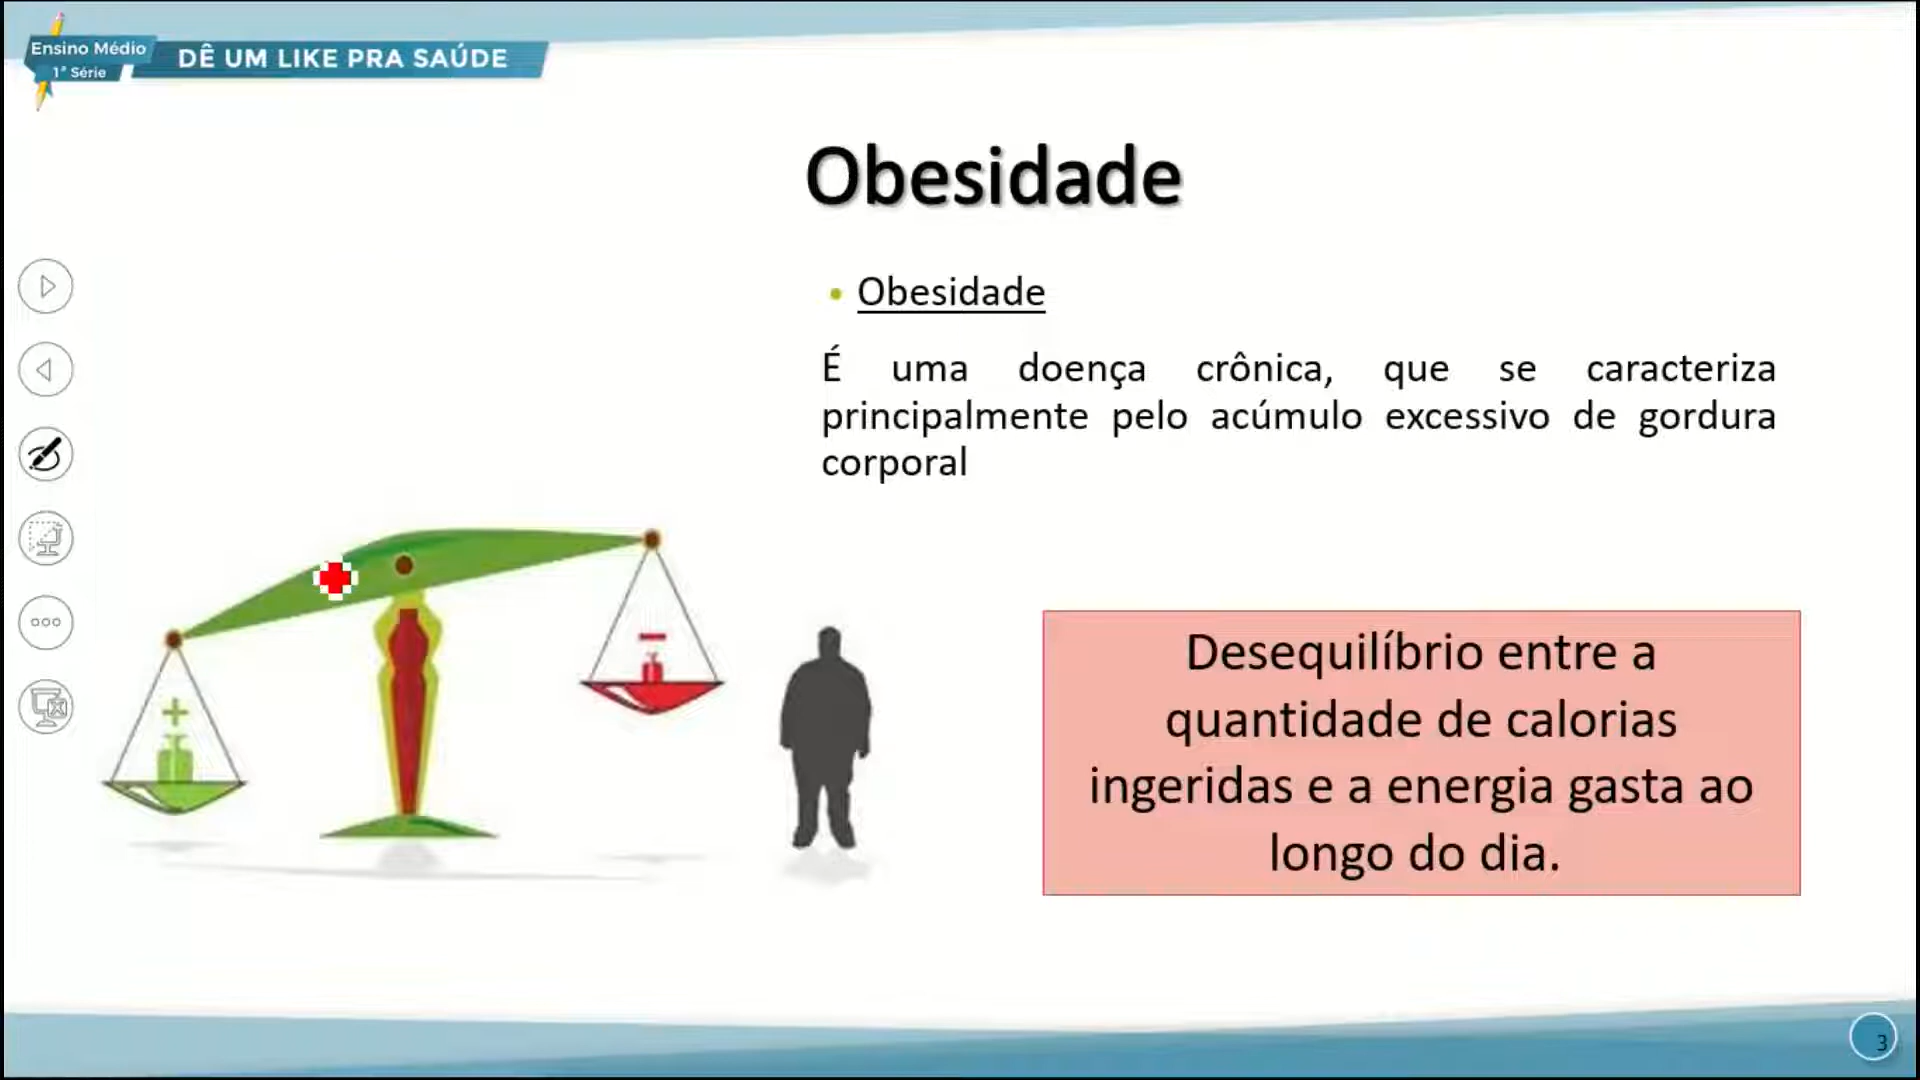 Ensino Médio
1ª Série
DÊ UM LIKE PRA SAÚDE
Obesidade
• Obesidade
É uma doença crônica, que se caracteriza
principalmente pelo acúmulo excessivo de gordura
corporal
Desequilíbrio entre a
quantidade de calorias
ingeridas e a energia gasta ao
longo do dia.
3